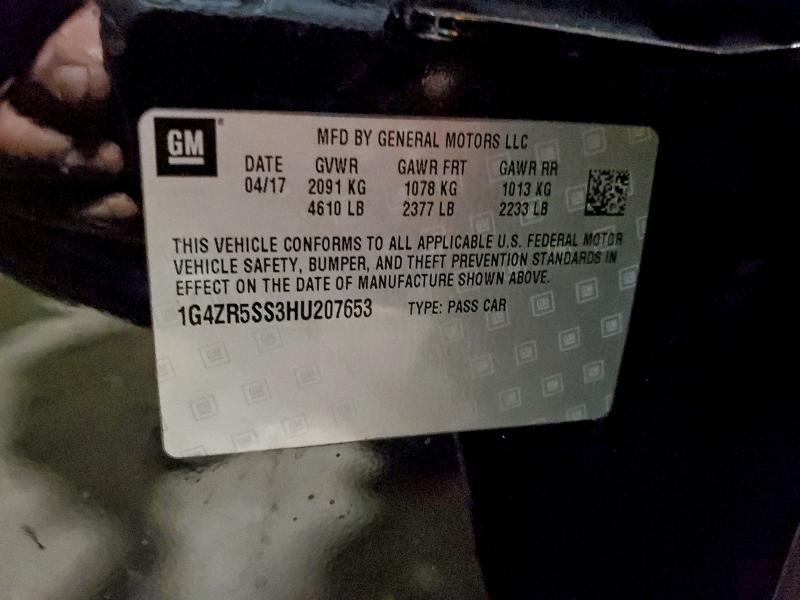 GM
MFD BY GENERAL MOTORS LLC
DATE GVWR GAWR FRT GAWR RR
04/17 2091 KG 1078 KG 1013 KG
4610 LB 2377 LB 2233 LB
THIS VEHICLE CONFORMS TO ALL APPLICABLE U.S. FEDERAL MOTOR
VEHICLE SAFETY, BUMPER, AND THEFT PREVENTION STANDARDS IN
EFFECT ON THE DATE OF MANUFACTURE SHOWN ABOVE.
1G4ZR5SS3HU207653 TYPE: PASS CAR